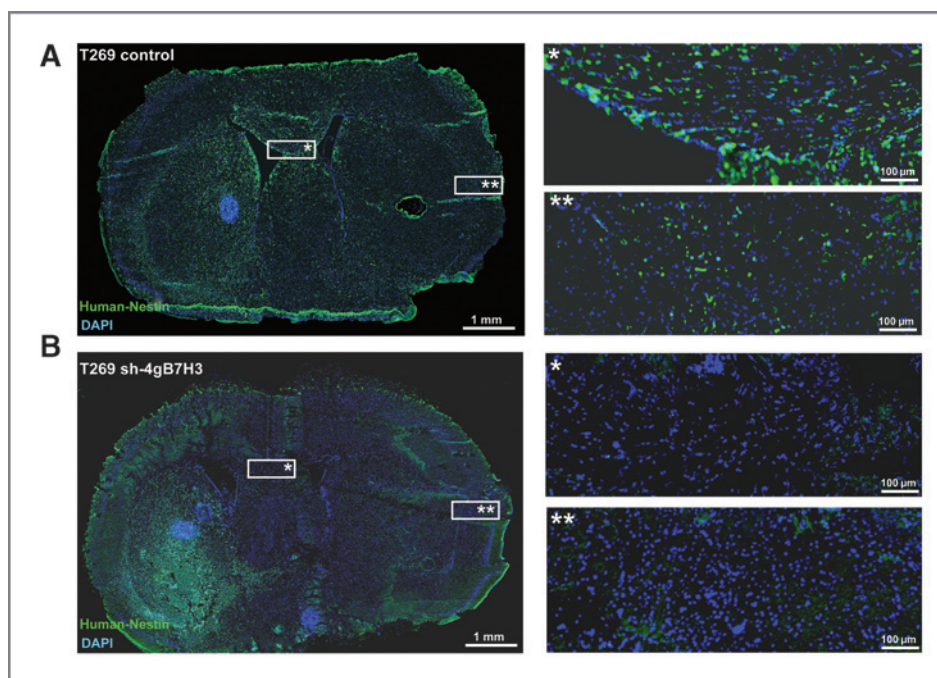 A
T269 control
*
**
Human-Nestin
DAPI
1 mm
*
100 µm
**
100 µm
B
T269 sh-4gB7H3
*
**
Human-Nestin
DAPI
1 mm
*
100 µm
**
100 µm